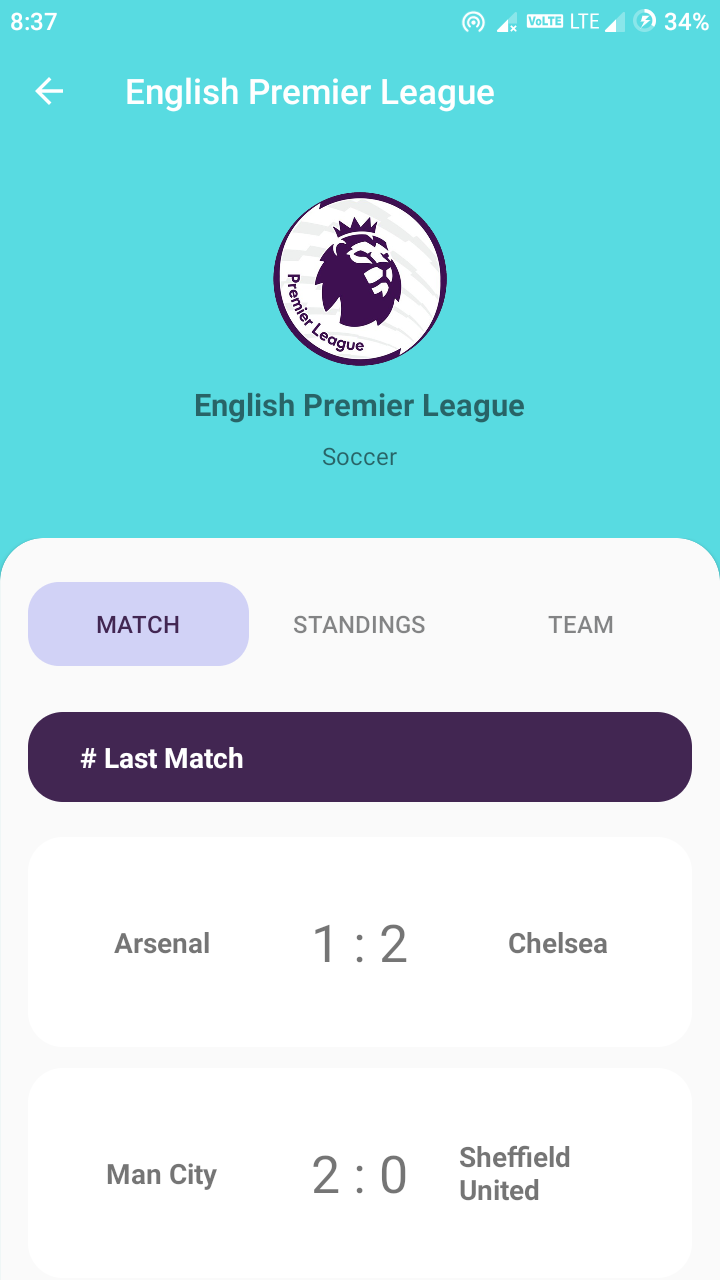 8:37 VoLTE LTE 34%
English Premier League
Premier League
English Premier League
Soccer
MATCH STANDINGS TEAM
# Last Match
Arsenal 1 : 2 Chelsea
Man City 2 : 0 Sheffield
United